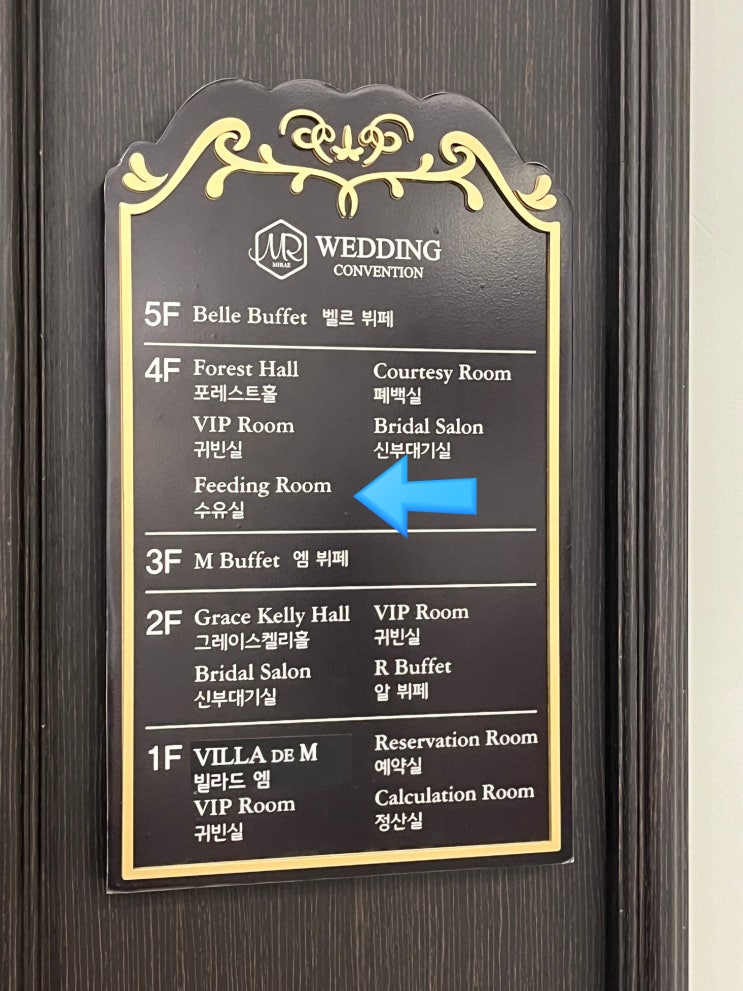 MR
MIRAE
WEDDING
CONVENTION
5F Belle Buffet 벨르 뷔페
4F Forest Hall
포레스트홀
Courtesy Room
폐백실
VIP Room
귀빈실
Bridal Salon
신부대기실
Feeding Room
수유실
3F M Buffet 엠 뷔페
2F Grace Kelly Hall
그레이스켈리홀
VIP Room
귀빈실
Bridal Salon
신부대기실
R Buffet
알 뷔페
1F VILLA DE M
빌라드 엠
Reservation Room
예약실
VIP Room
귀빈실
Calculation Room
정산실